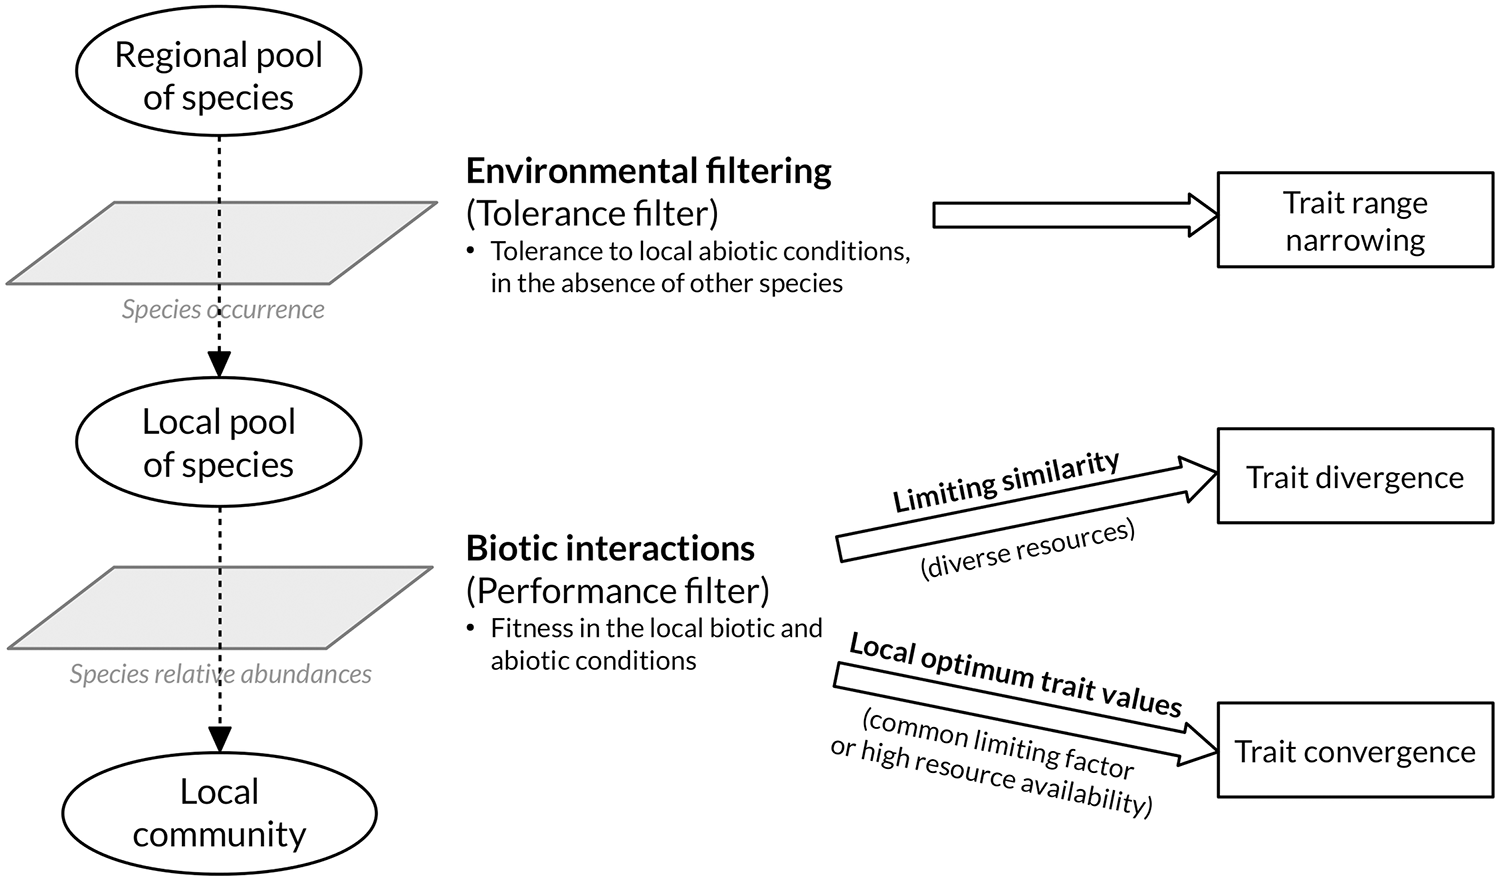 Regional pool
of species
Environmental filtering
(Tolerance filter)
• Tolerance to local abiotic conditions,
in the absence of other species
Trait range
narrowing
Species occurrence
Local pool
of species
Limiting similarity
(diverse resources)
Trait divergence
Biotic interactions
(Performance filter)
• Fitness in the local biotic and
abiotic conditions
Species relative abundances
Local optimum trait values
(common limiting factor
or high resource availability)
Trait convergence
Local
community